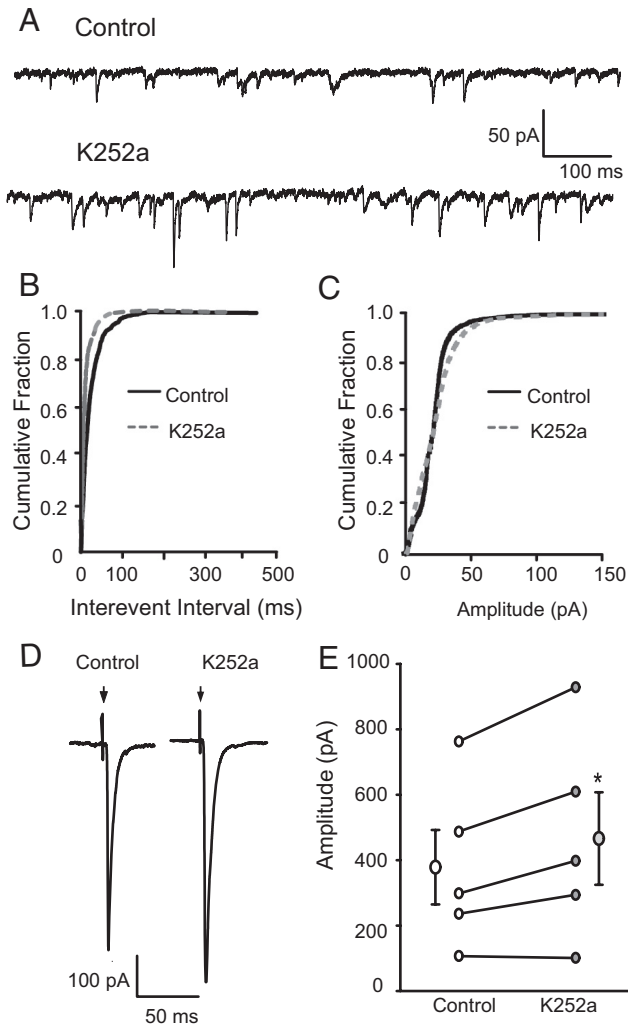 A
Control
50 pA
100 ms
K252a
B
Cumulative Fraction
1.0
0.8
0.6
0.4
0.2
0
Control
K252a
0 100 300 500
Interevent Interval (ms)
C
Cumulative Fraction
1.0
0.8
0.6
0.4
0.2
0
Control
K252a
0 50 100 150
Amplitude (pA)
D
Control K252a
100 pA
50 ms
E
Amplitude (pA)
1000
800
600
400
200
0
*
Control K252a